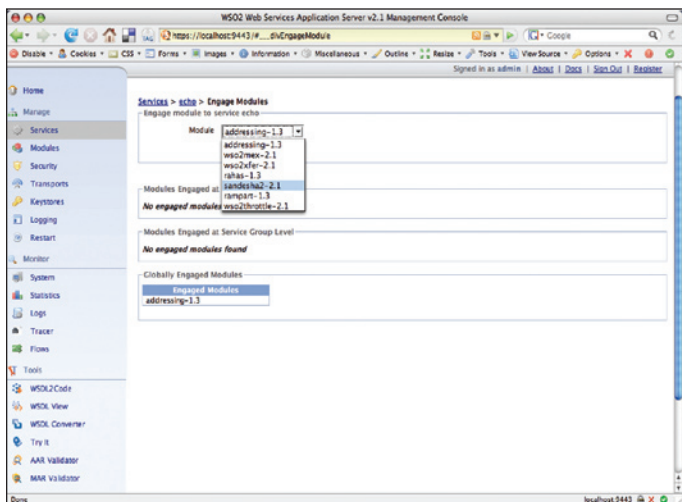 WSO2 Web Services Application Server v2.1 Management Console
https://localhost:9443/#__divEngageModule
Google
Disable Cookies CSS Forms Images Information Miscellaneous Outline Resize Tools View Source Options
Signed in as admin | About | Docs | Sign Out | Register
Home
Manage
Services
Modules
Security
Transports
Keystores
Logging
Restart
Monitor
System
Statistics
Logs
Tracer
Flows
Tools
WSDL2Code
WSDL View
WSDL Converter
Try it
AAR Validator
MAR Validator
Services > echo > Engage Modules
Engage module to service echo
Module addressing-1.3
addressing-1.3
wso2mex-2.1
wso2xfer-2.1
rahas-1.3
sandesha2-2.1
rampart-1.3
wso2throttle-2.1
Modules Engaged at
No engaged modules
Modules Engaged at Service Group Level
No engaged modules found
Globally Engaged Modules
Engaged Modules
addressing-1.3
Done
localhost:9443